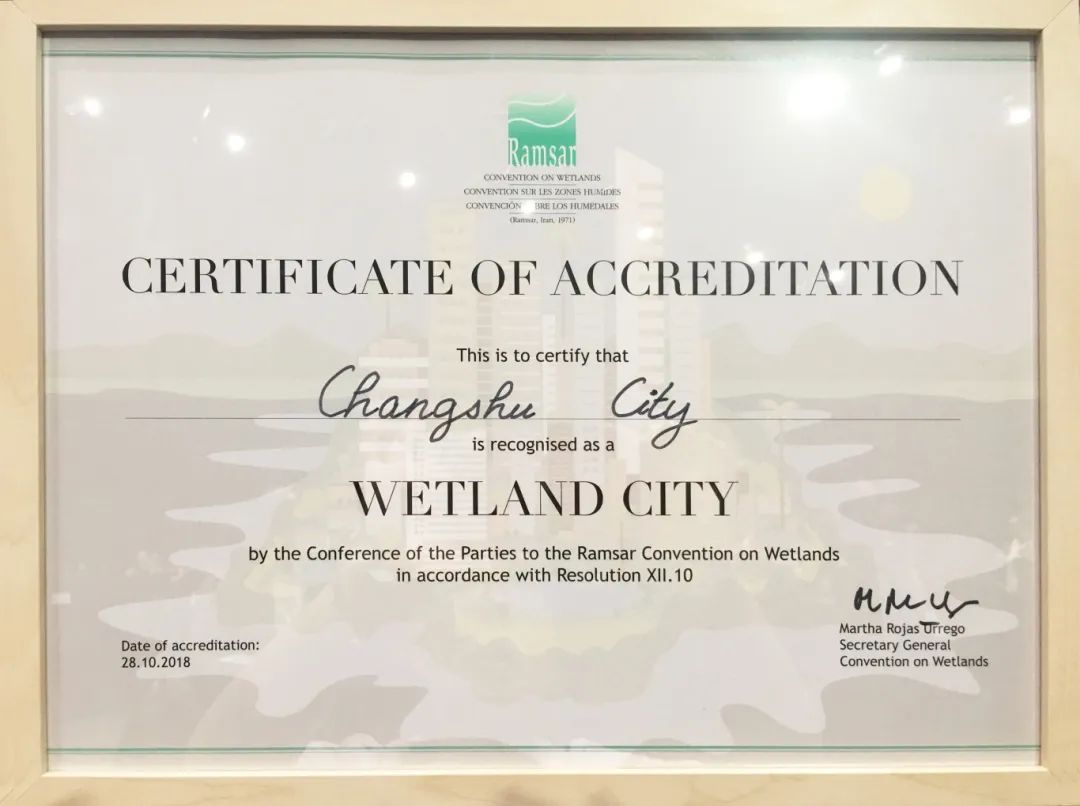 Ramsar
CONVENTION ON WETLANDS
CONVENTION SUR LES ZONES HUMIDES
CONVENCIÓN BRE LOS HUMEDALES
(Ramsar, Iran, 1971)
CERTIFICATE OF ACCREDITATION
This is to certify that
Changshu City
is recognised as a
WETLAND CITY
by the Conference of the Parties to the Ramsar Convention on Wetlands
in accordance with Resolution XII.10
Date of accreditation:
28.10.2018
Martha Rojas Urrego
Secretary General
Convention on Wetlands